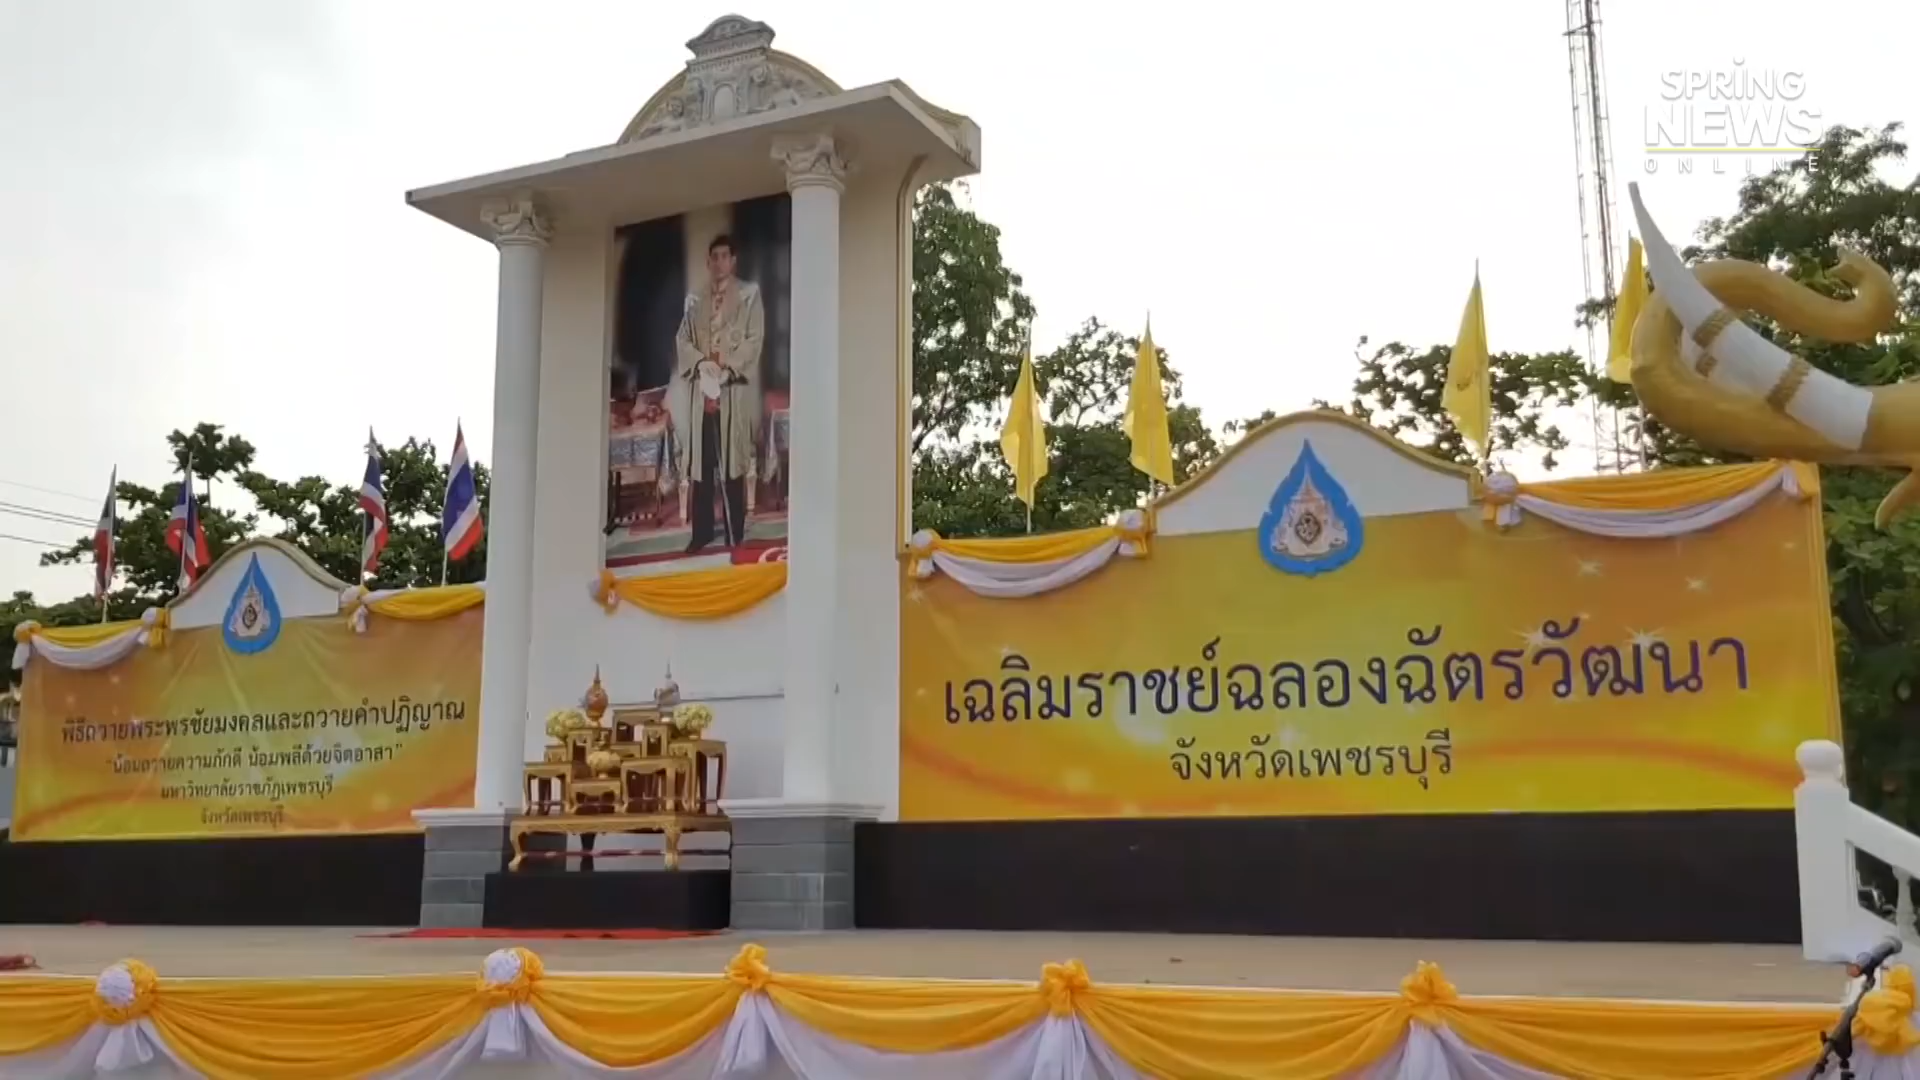 SPRiNG
NEWS
ONLINE
พิธีถวายพระพรชัยมงคลและถวายคำปฏิญาณ
"น้อมถวายความภักดี น้อมพลีด้วยจิตอาสา"
มหาวิทยาลัยราชภัฏเพชรบุรี
จังหวัดเพชรบุรี
เฉลิมราชย์ฉลองฉัตรวัฒนา
จังหวัดเพชรบุรี